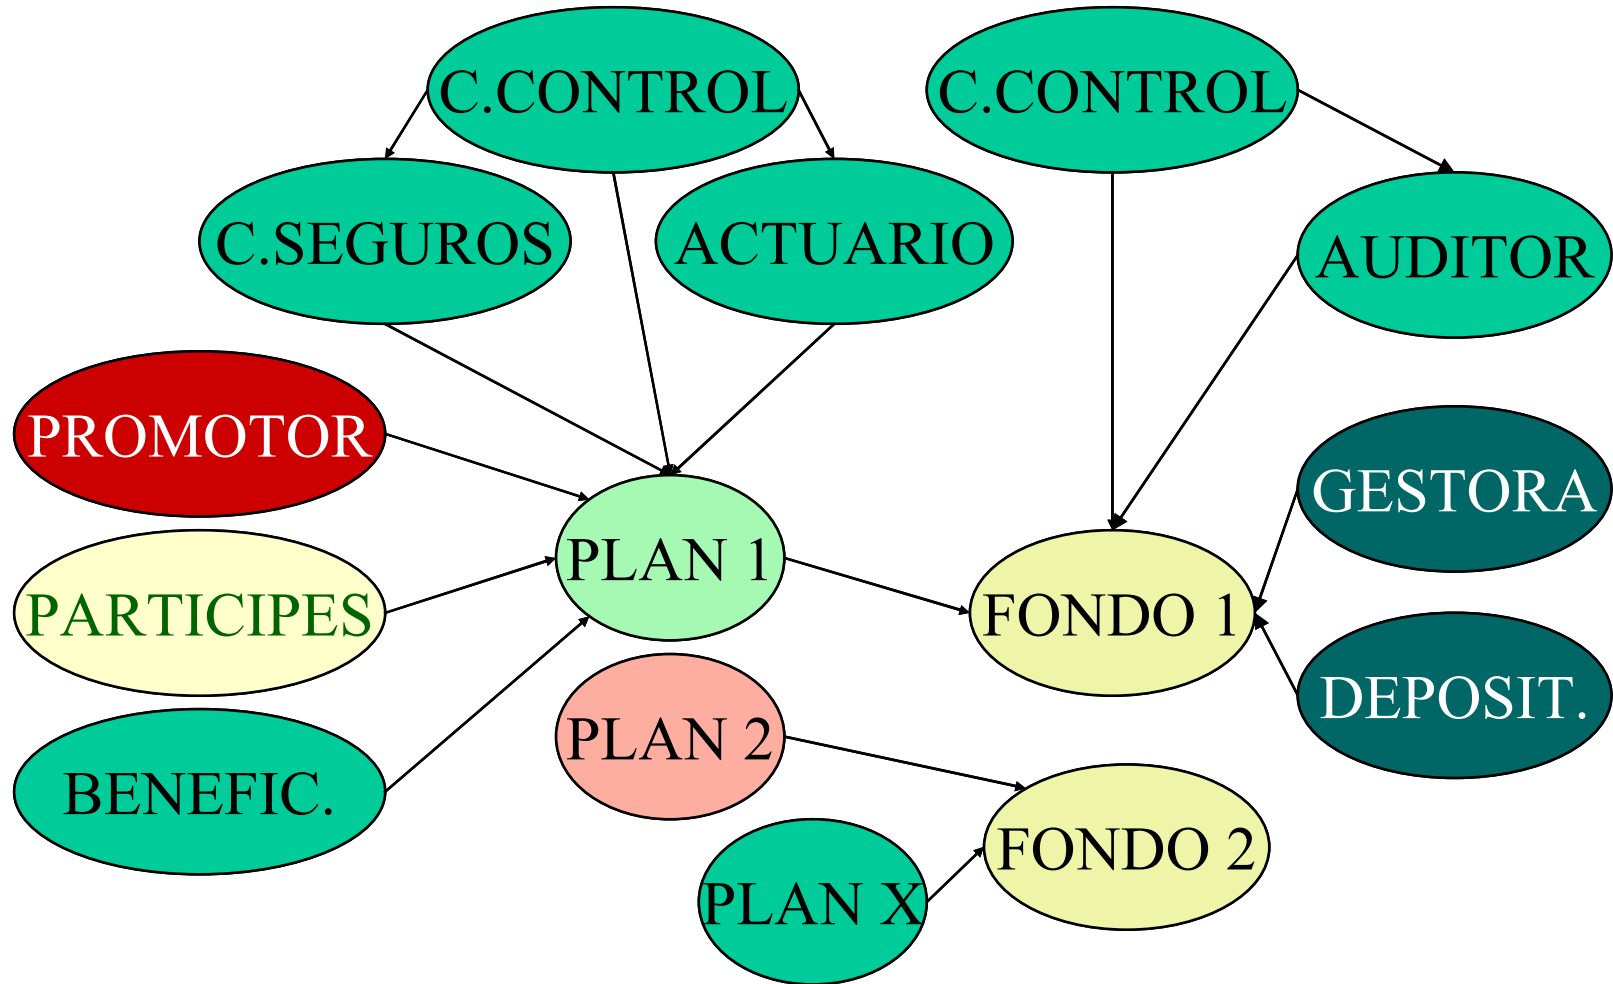 C.CONTROL
C.CONTROL
C.SEGUROS
ACTUARIO
AUDITOR
PROMOTOR
GESTORA
PLAN 1
PARTICIPES
FONDO 1
DEPOSIT.
PLAN 2
BENEFIC.
FONDO 2
PLAN X